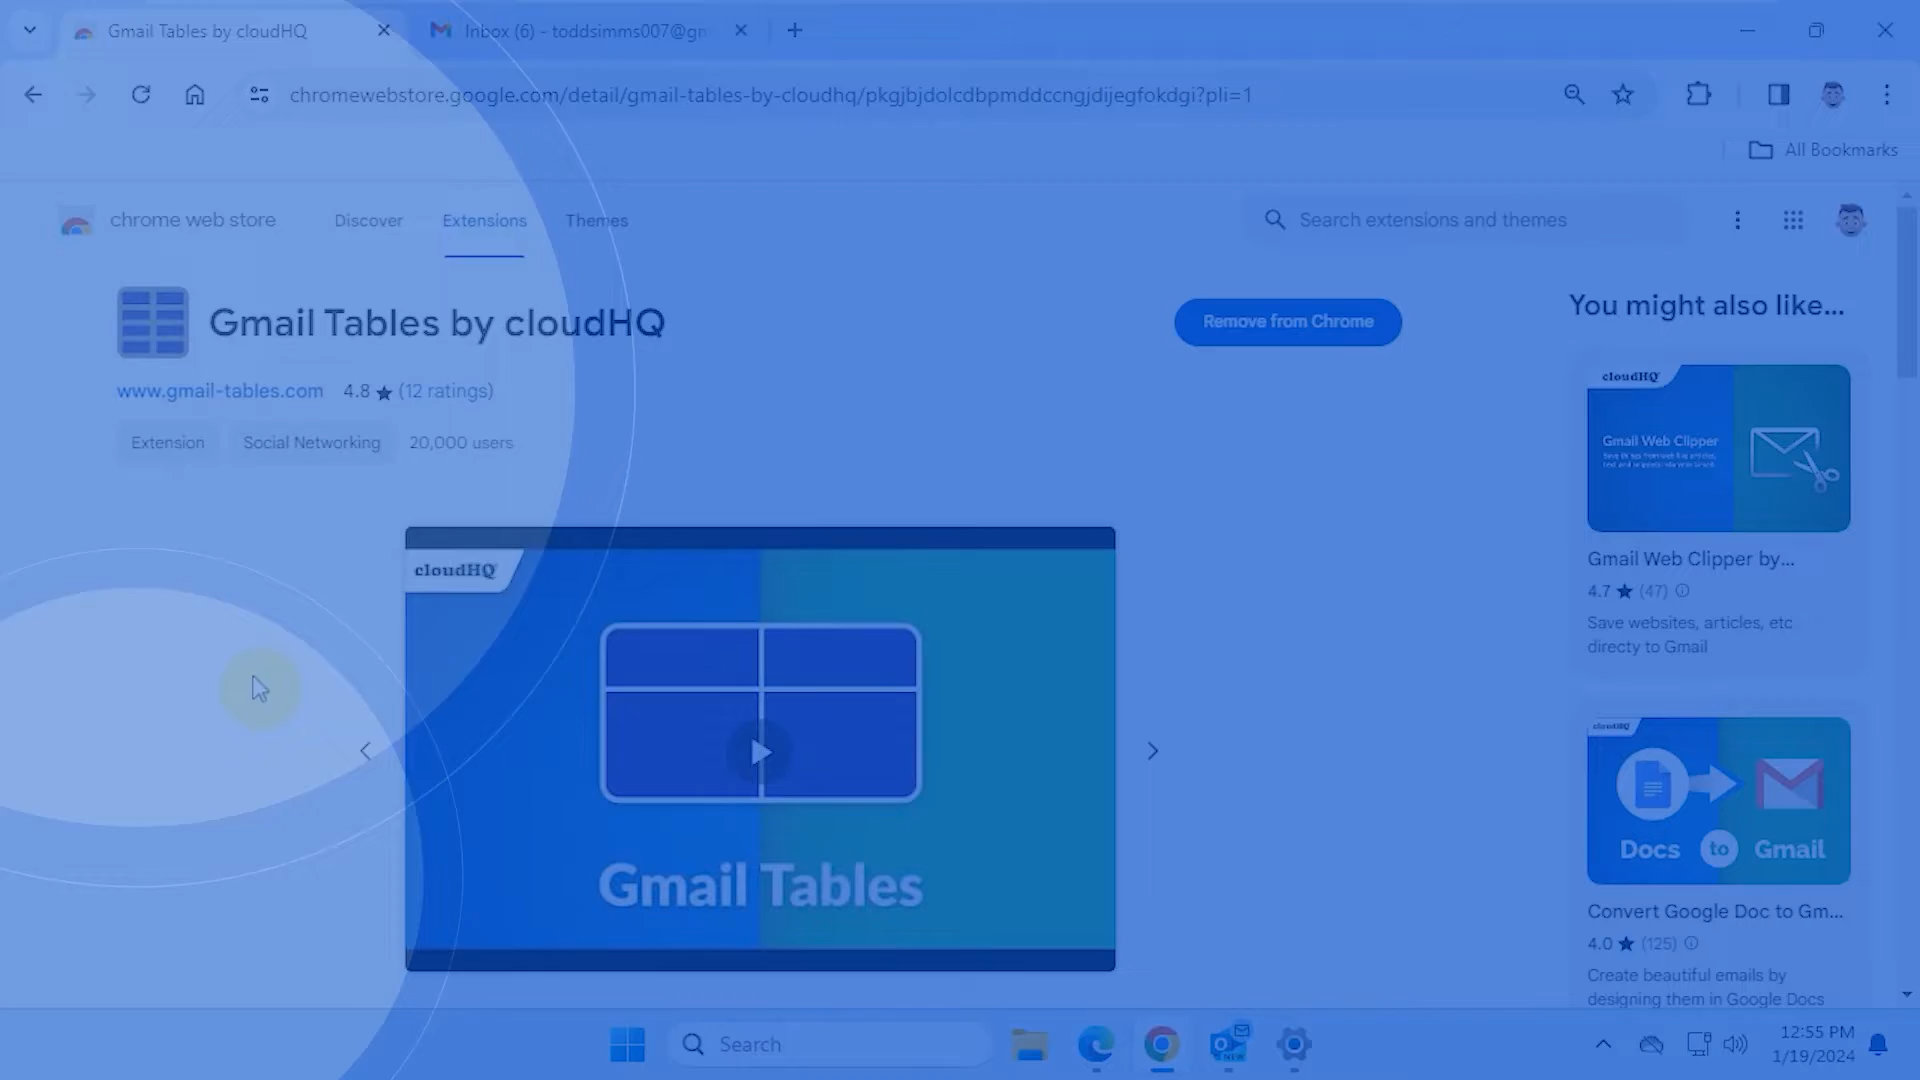 Gmail Tables by cloudHQ
Inbox (6) - toddsimms007@gm
chromewebstore.google.com/detail/gmail-tables-by-cloudhq/pkgjbjdolcdbpmddccngjdijegfokdgi?pli=1
All Bookmarks
chrome web store
Discover
Extensions
Themes
Search extensions and themes
Gmail Tables by cloudHQ
Remove from Chrome
www.gmail-tables.com 4.8 ★ (12 ratings)
Extension
Social Networking
20,000 users
cloudHQ
Gmail Tables
You might also like...
cloudHQ
Gmail Web Clipper
Gmail Web Clipper by...
4.7 ★ (47)
Save websites, articles, etc
directy to Gmail
cloudHQ
Docs to Gmail
Convert Google Doc to Gm...
4.0 ★ (125)
Create beautiful emails by
designing them in Google Docs
Search
NEW
12:55 PM
1/19/2024